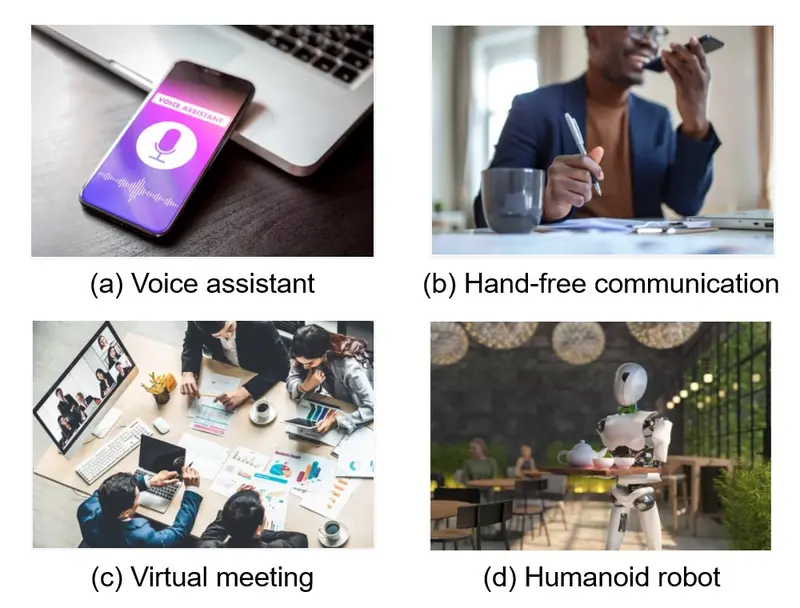 VOICE ASSISTANT
(a) Voice assistant
(b) Hand-free communication
(c) Virtual meeting
(d) Humanoid robot